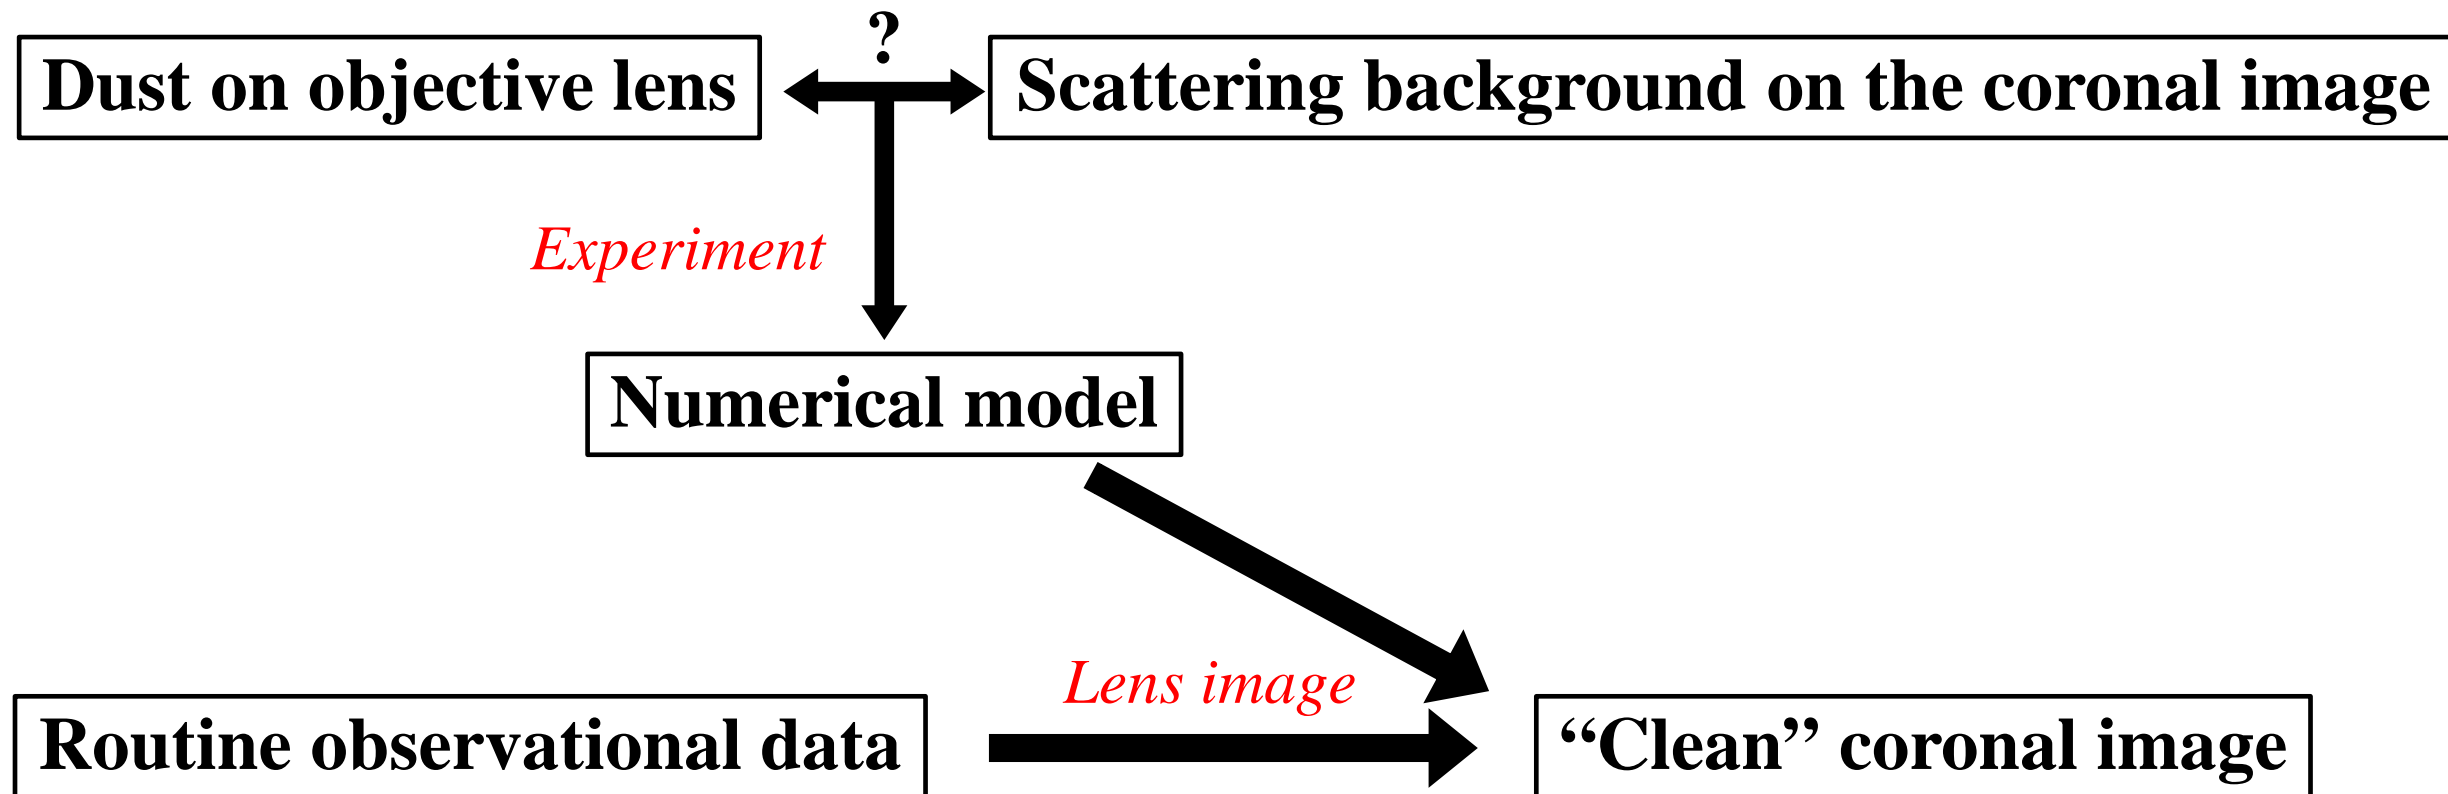 ?
Dust on objective lens
Scattering background on the coronal image
Experiment
Numerical model
Lens image
Routine observational data
“Clean” coronal image